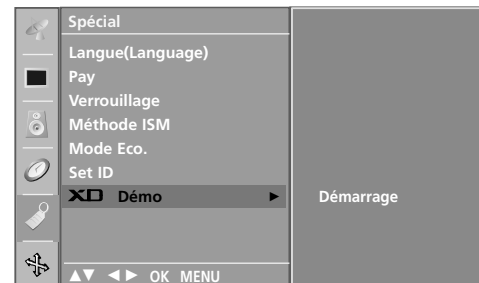 Spécial
Langue(Language)
Pay
Verrouillage
Méthode ISM
Mode Eco.
Set ID
XD Démo ► Démarrage
▲▼ ◄► OK MENU